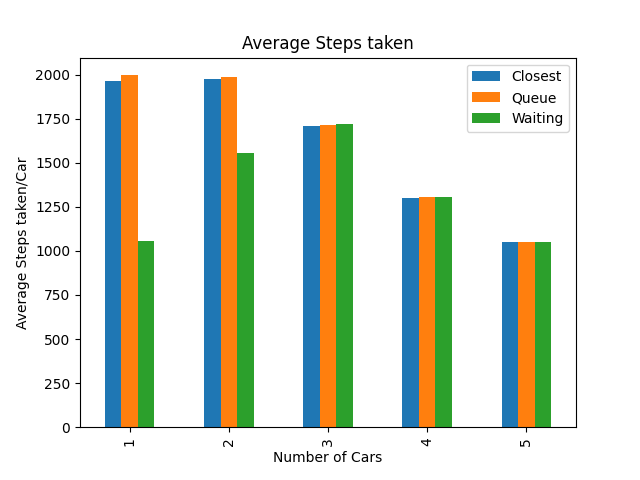 Average Steps taken
Closest
Queue
Waiting
Average Steps taken/Car
2000
1750
1500
1250
1000
750
500
250
0
1 2 3 4 5
Number of Cars